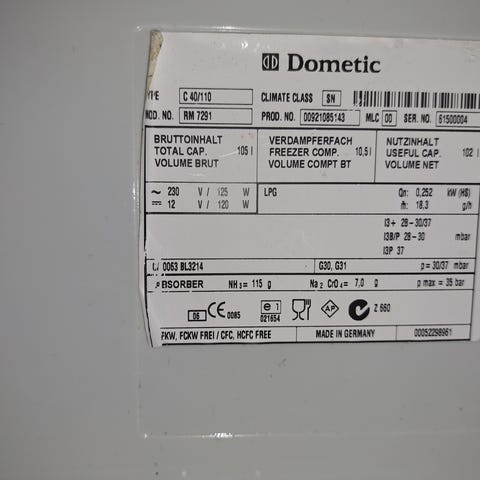 Dometic
TYPE C 40/110 CLIMATE CLASS SN
MOD. NO. RM 7291 PROD. NO. 00921085143 MLC 00 SER. NO. 61500004
BRUTTOINHALT VERDAMPFERFACH NUTZINHALT
TOTAL CAP. 105 l FREEZER COMP. 10,5 l USEFUL CAP. 102 l
VOLUME BRUT VOLUME COMPT BT VOLUME NET
~ 230 V / 125 W LPG Qn: 0,252 kW (HS)
⎓ 12 V / 120 W ṁ: 18,3 g/h
I3+ 28-30/37
I3B/P 28-30 mbar
I3P 37
0063 BL3214 G30, G31 p = 30/37 mbar
ABSORBER NH₃ = 115 g Na₂ CrO₄ = 7,0 g p max = 35 bar
06 CE 0085 e1 021654 AP Z 660
FKW, FCKW FREI / CFC, HCFC FREE MADE IN GERMANY 00052298961